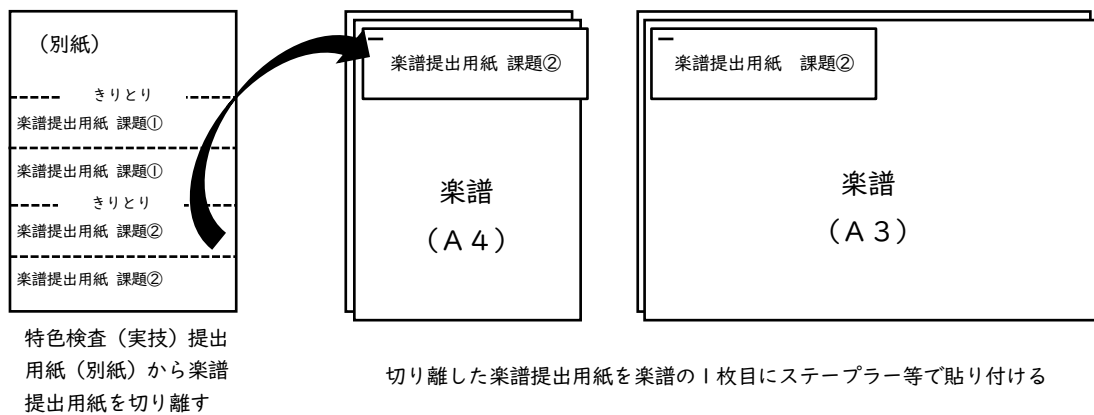 （別紙）
きりとり
楽譜提出用紙 課題①
楽譜提出用紙 課題①
きりとり
楽譜提出用紙 課題②
楽譜提出用紙 課題②
特色検査（実技）提出
用紙（別紙）から楽譜
提出用紙を切り離す
楽譜提出用紙 課題②
楽譜
（Ａ４）
楽譜提出用紙　課題②
楽譜
（Ａ３）
切り離した楽譜提出用紙を楽譜の１枚目にステープラー等で貼り付ける